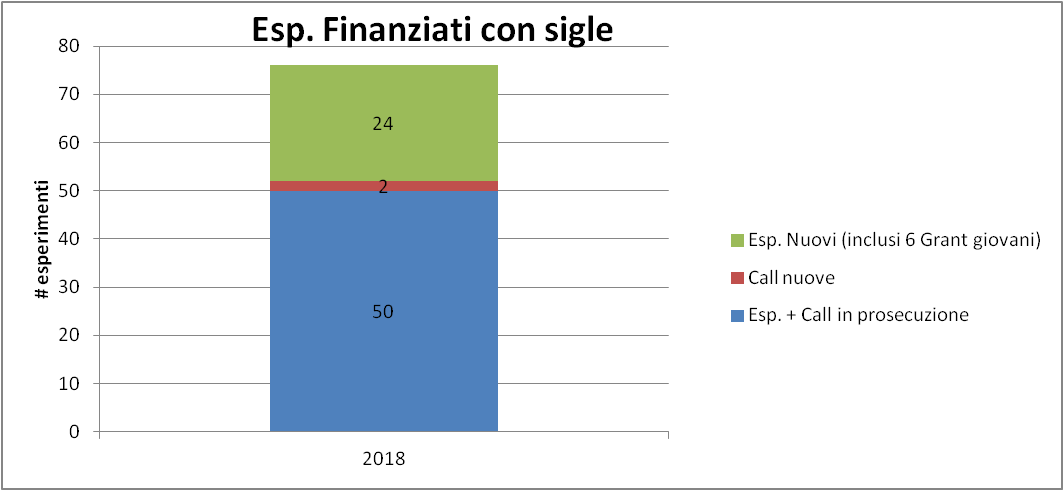 Esp. Finanziati con sigle
80
70
60
50
40
30
20
10
0
# esperimenti
24
2
50
2018
Esp. Nuovi (inclusi 6 Grant giovani)
Call nuove
Esp. + Call in prosecuzione